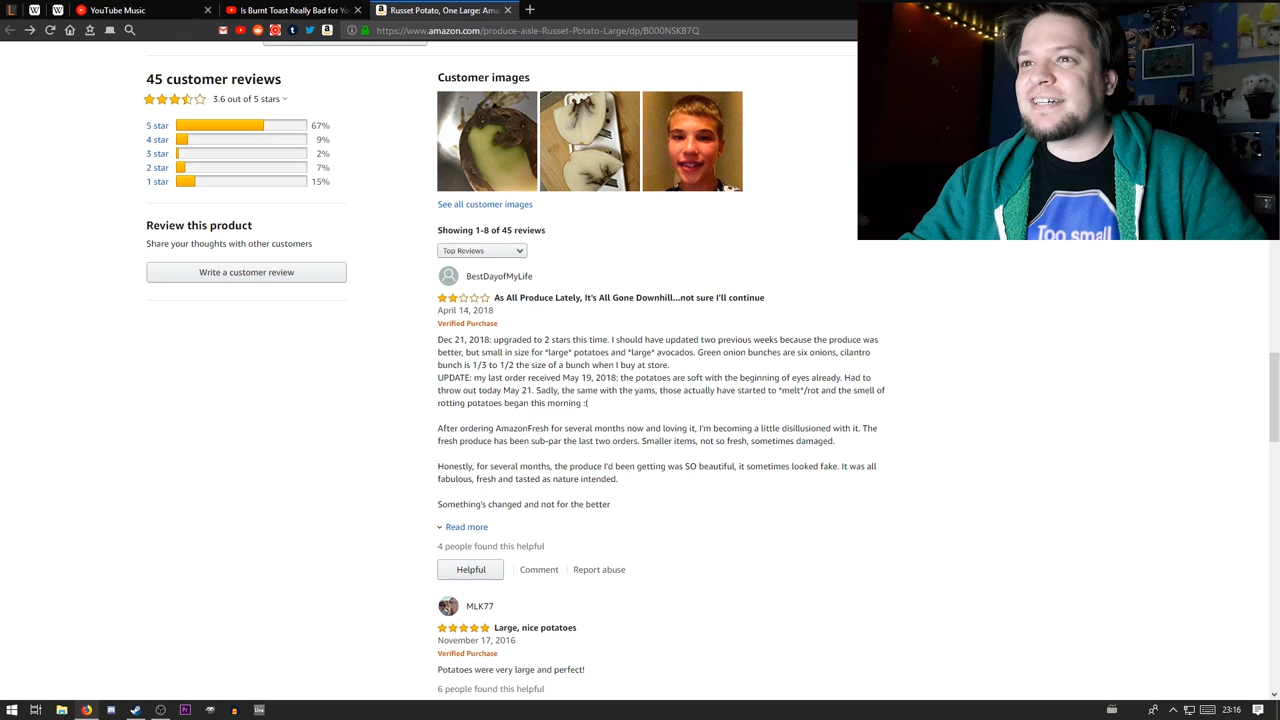 YouTube Music
Is Burnt Toast Really Bad for Yo
Russet Potato, One Large: Ama
https://www.amazon.com/produce-aisle-Russet-Potato-Large/dp/B000NSKB7Q
45 customer reviews
3.6 out of 5 stars
5 star 67%
4 star 9%
3 star 2%
2 star 7%
1 star 15%
Review this product
Share your thoughts with other customers
Write a customer review
Customer images
See all customer images
Showing 1-8 of 45 reviews
Top Reviews
BestDayofMyLife
As All Produce Lately, It's All Gone Downhill...not sure I'll continue
April 14, 2018
Verified Purchase
Dec 21, 2018: upgraded to 2 stars this time. I should have updated two previous weeks because the produce was
better, but small in size for *large* potatoes and *large* avocados. Green onion bunches are six onions, cilantro
bunch is 1/3 to 1/2 the size of a bunch when I buy at store.
UPDATE: my last order received May 19, 2018: the potatoes are soft with the beginning of eyes already. Had to
throw out today May 21. Sadly, the same with the yams, those actually have started to *melt*/rot and the smell of
rotting potatoes began this morning :(
After ordering AmazonFresh for several months now and loving it, I'm becoming a little disillusioned with it. The
fresh produce has been sub-par the last two orders. Smaller items, not so fresh, sometimes damaged.
Honestly, for several months, the produce I'd been getting was SO beautiful, it sometimes looked fake. It was all
fabulous, fresh and tasted as nature intended.
Something's changed and not for the better
Read more
4 people found this helpful
Helpful
Comment
Report abuse
MLK77
Large, nice potatoes
November 17, 2016
Verified Purchase
Potatoes were very large and perfect!
6 people found this helpful
Too small
23:16